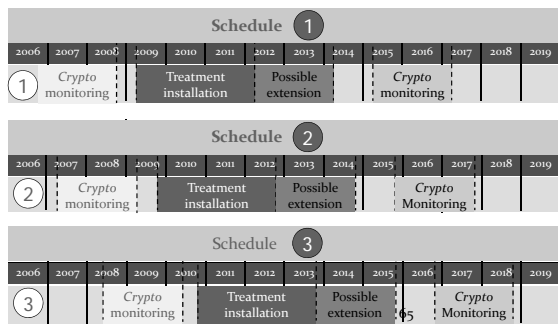 Schedule 1
2006 2007 2008 2009 2010 2011 2012 2013 2014 2015 2016 2017 2018 2019
1
Crypto monitoring
Treatment installation
Possible extension
Crypto monitoring
Schedule 2
2006 2007 2008 2009 2010 2011 2012 2013 2014 2015 2016 2017 2018 2019
2
Crypto monitoring
Treatment installation
Possible extension
Crypto Monitoring
Schedule 3
2006 2007 2008 2009 2010 2011 2012 2013 2014 2015 2016 2017 2018 2019
3
Crypto monitoring
Treatment installation
Possible extension
65
Crypto Monitoring